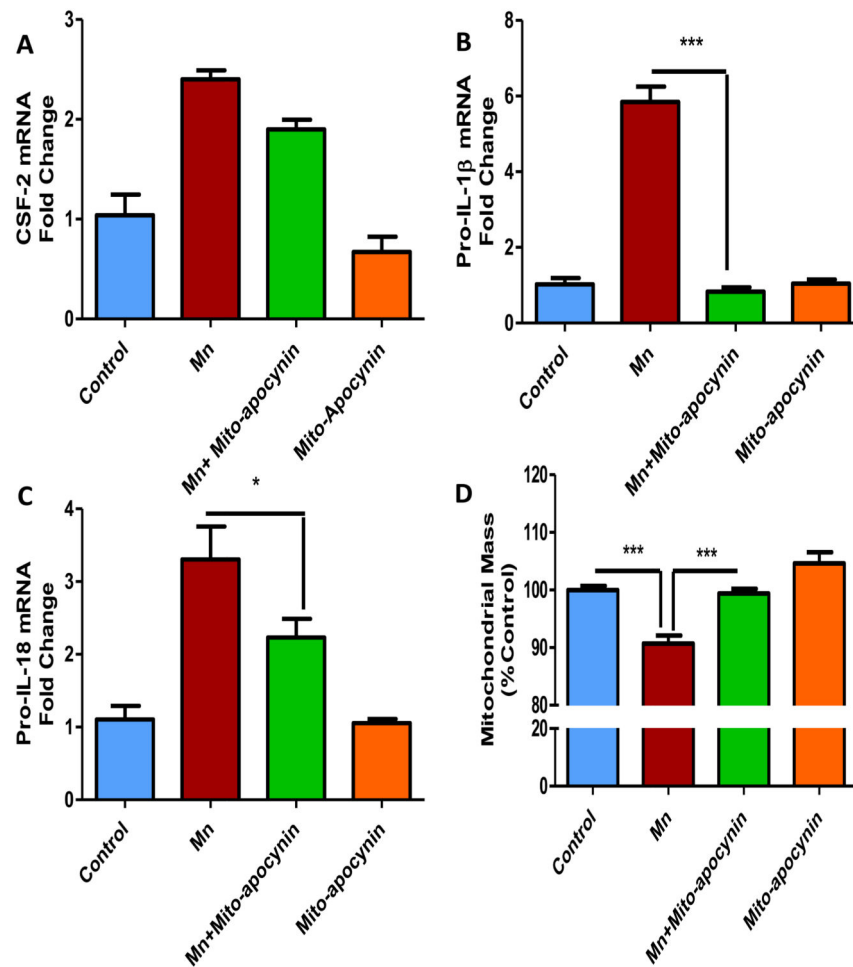 A
CSF-2 mRNA
Fold Change
3
2
1
0
Control
Mn
Mn+ Mito-apocynin
Mito-Apocynin
B
Pro-IL-1β mRNA
Fold Change
8
6
4
2
0
***
Control
Mn
Mn+Mito-apocynin
Mito-apocynin
C
Pro-IL-18 mRNA
Fold Change
4
3
2
1
0
*
Control
Mn
Mn+Mito-apocynin
Mito-apocynin
D
Mitochondrial Mass
(%Control)
120
110
100
90
80
20
0
*** ***
Control
Mn
Mn+Mito-apocynin
Mito-apocynin